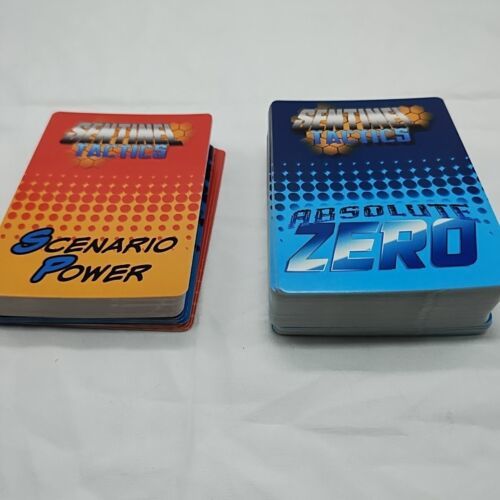 SENTINEL
TACTICS
SCENARIO
POWER
SENTINEL
TACTICS
ABSOLUTE
ZERO